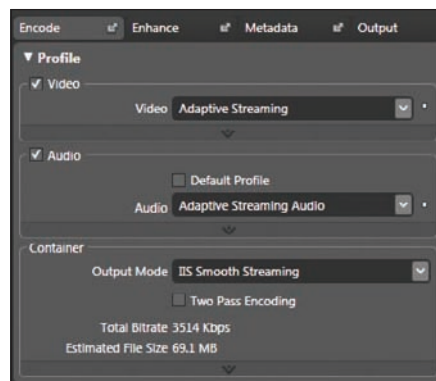 Encode Enhance Metadata Output
Profile
Video
Video Adaptive Streaming
Audio
Default Profile
Audio Adaptive Streaming Audio
Container
Output Mode IIS Smooth Streaming
Two Pass Encoding
Total Bitrate 3514 Kbps
Estimated File Size 69.1 MB